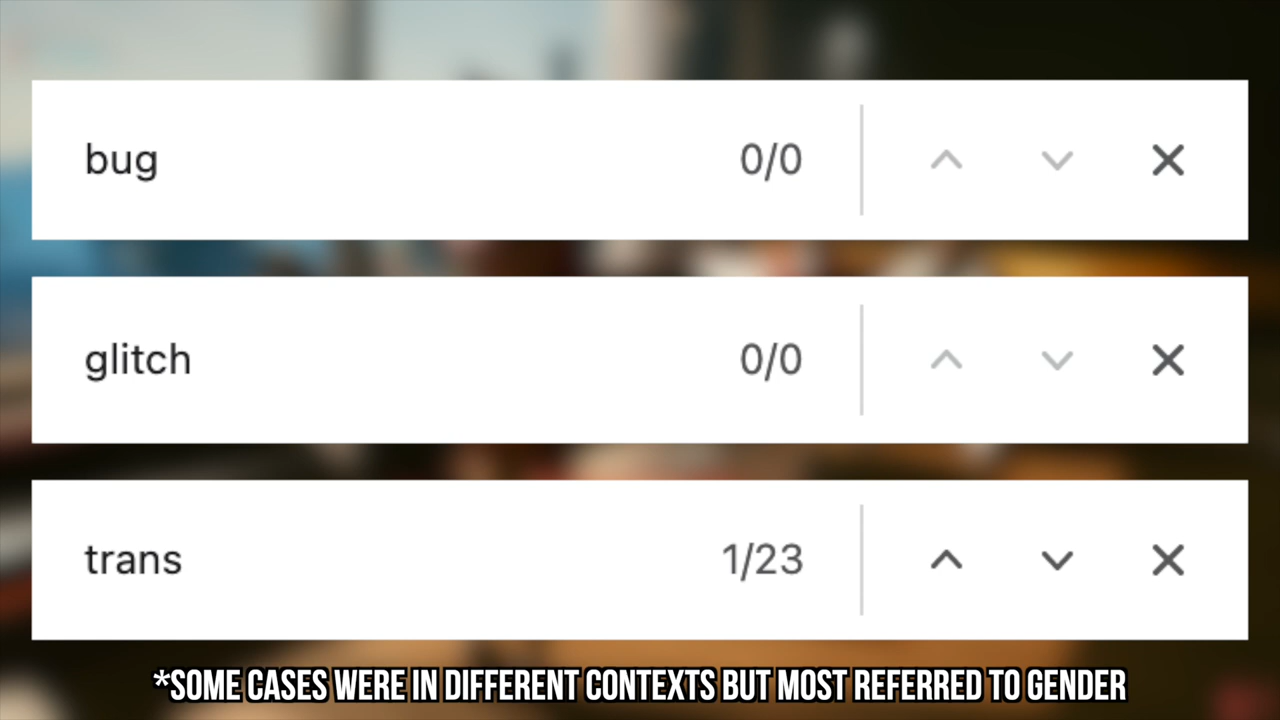 bug 0/0
glitch 0/0
trans 1/23
*SOME CASES WERE IN DIFFERENT CONTEXTS BUT MOST REFERRED TO GENDER